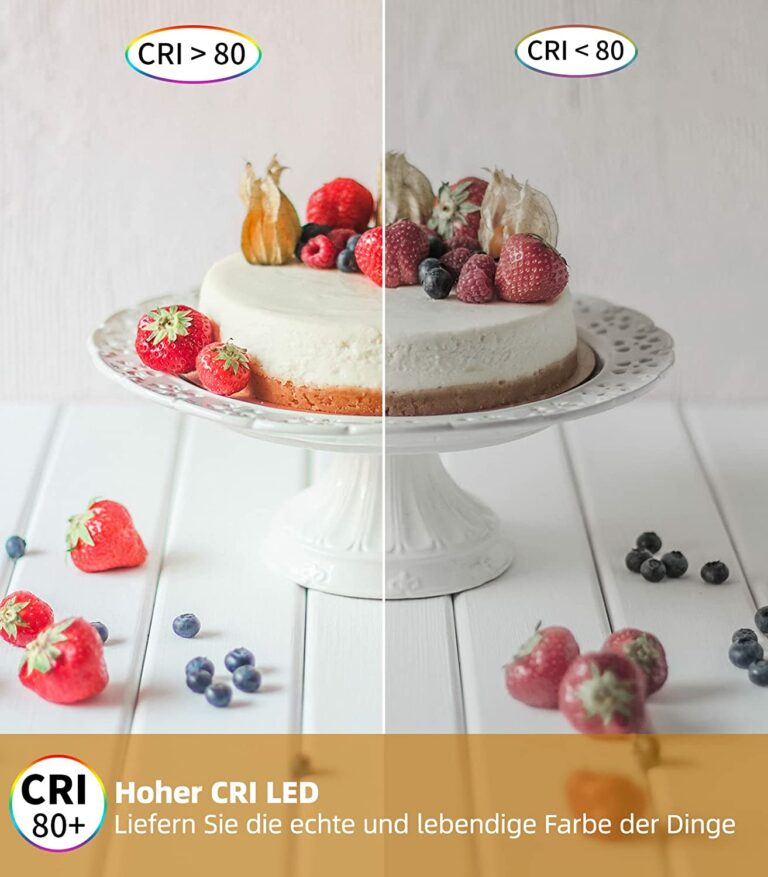 CRI > 80
CRI < 80
CRI
80+
Hoher CRI LED
Liefern Sie die echte und lebendige Farbe der Dinge